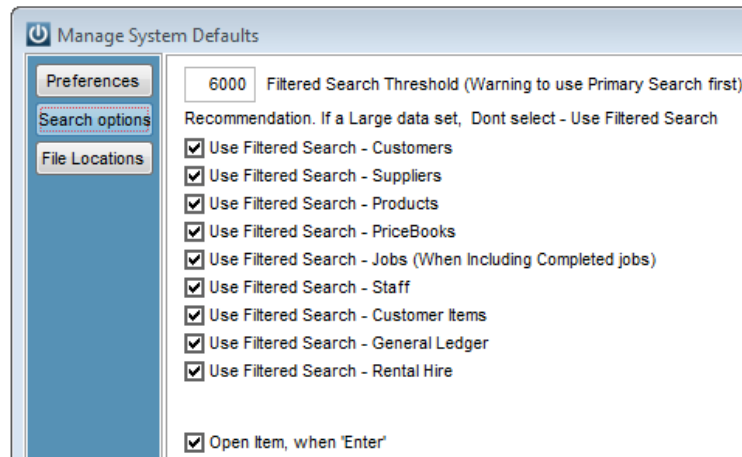 Manage System Defaults
Preferences
Search options
File Locations
6000 Filtered Search Threshold (Warning to use Primary Search first)
Recommendation. If a Large data set, Dont select - Use Filtered Search
Use Filtered Search - Customers
Use Filtered Search - Suppliers
Use Filtered Search - Products
Use Filtered Search - PriceBooks
Use Filtered Search - Jobs (When Including Completed jobs)
Use Filtered Search - Staff
Use Filtered Search - Customer Items
Use Filtered Search - General Ledger
Use Filtered Search - Rental Hire
Open Item, when 'Enter'